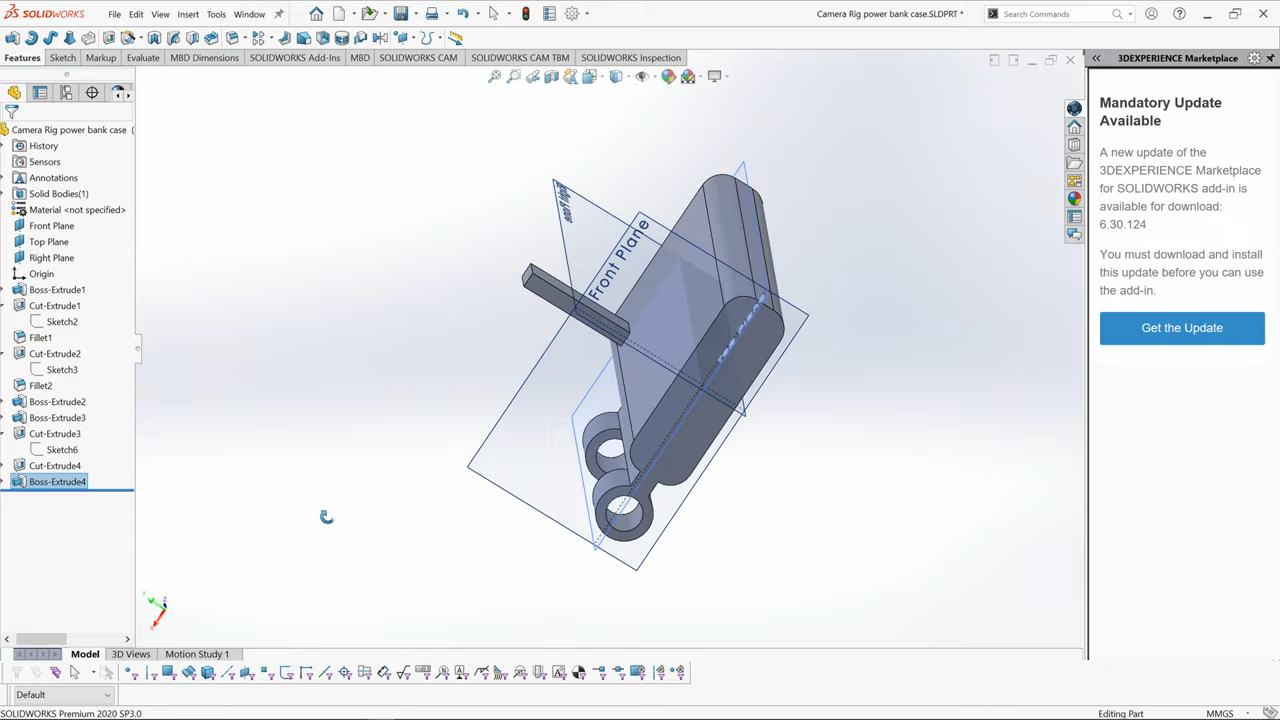 SOLIDWORKS
File
Edit
View
Insert
Tools
Window
Camera Rig power bank case.SLDPRT *
Search Commands
Features
Sketch
Markup
Evaluate
MBD Dimensions
SOLIDWORKS Add-Ins
MBD
SOLIDWORKS CAM
SOLIDWORKS CAM TBM
SOLIDWORKS Inspection
3DEXPERIENCE Marketplace
Camera Rig power bank case (
History
Sensors
Annotations
Solid Bodies(1)
Material <not specified>
Front Plane
Top Plane
Right Plane
Origin
Boss-Extrude1
Cut-Extrude1
Sketch2
Fillet1
Cut-Extrude2
Sketch3
Fillet2
Boss-Extrude2
Boss-Extrude3
Cut-Extrude3
Sketch6
Cut-Extrude4
Boss-Extrude4
Right Plane
Front Plane
Mandatory Update
Available
A new update of the
3DEXPERIENCE Marketplace
for SOLIDWORKS add-in is
available for download:
6.30.124
You must download and install
this update before you can use
the add-in.
Get the Update
Model
3D Views
Motion Study 1
Default
SOLIDWORKS Premium 2020 SP3.0
Editing Part
MMGS